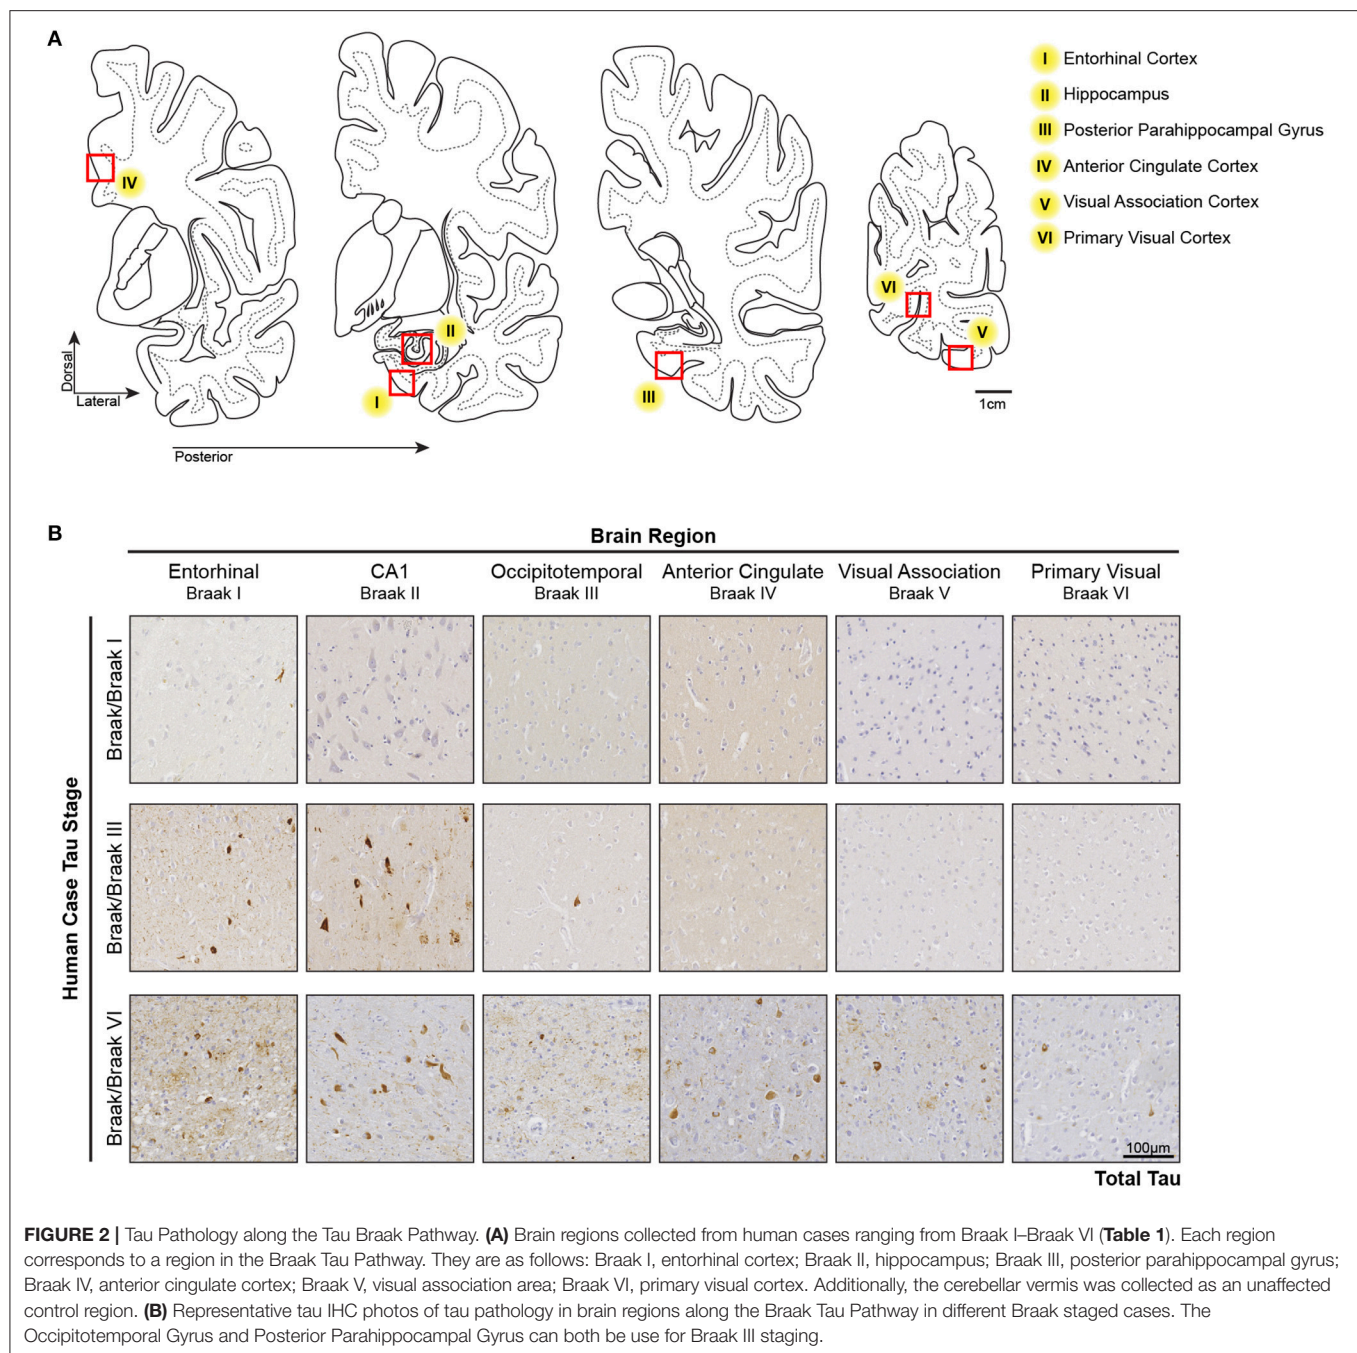 A
I Entorhinal Cortex
II Hippocampus
III Posterior Parahippocampal Gyrus
IV Anterior Cingulate Cortex
V Visual Association Cortex
VI Primary Visual Cortex
IV
II
I
III
VI
V
Dorsal
Lateral
Posterior
1cm
B
Brain Region
Entorhinal CA1 Occipitotemporal Anterior Cingulate Visual Association Primary Visual
Braak I Braak II Braak III Braak IV Braak V Braak VI
Human Case Tau Stage
Braak/Braak I
Braak/Braak III
Braak/Braak VI
100µm
Total Tau
FIGURE 2 | Tau Pathology along the Tau Braak Pathway. (A) Brain regions collected from human cases ranging from Braak I–Braak VI (Table 1). Each region
corresponds to a region in the Braak Tau Pathway. They are as follows: Braak I, entorhinal cortex; Braak II, hippocampus; Braak III, posterior parahippocampal gyrus;
Braak IV, anterior cingulate cortex; Braak V, visual association area; Braak VI, primary visual cortex. Additionally, the cerebellar vermis was collected as an unaffected
control region. (B) Representative tau IHC photos of tau pathology in brain regions along the Braak Tau Pathway in different Braak staged cases. The
Occipitotemporal Gyrus and Posterior Parahippocampal Gyrus can both be use for Braak III staging.